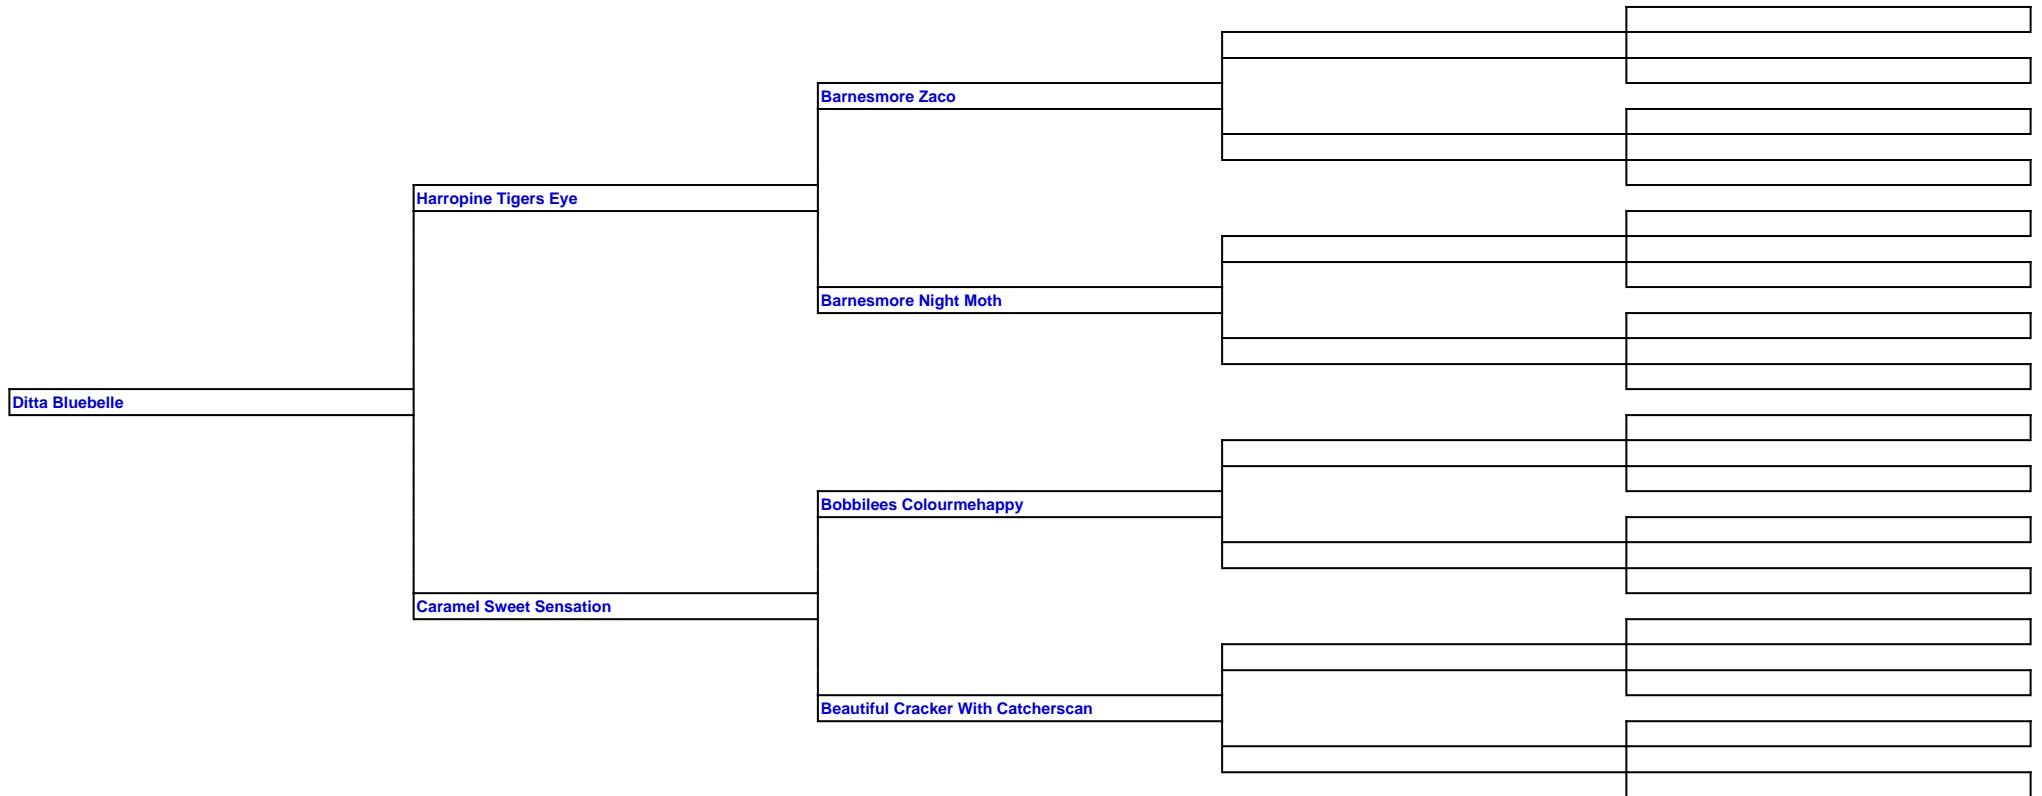 Barnesmore Zaco
Harropine Tigers Eye
Barnesmore Night Moth
Ditta Bluebelle
Bobbilees Colourmehappy
Caramel Sweet Sensation
Beautiful Cracker With Catcherscan